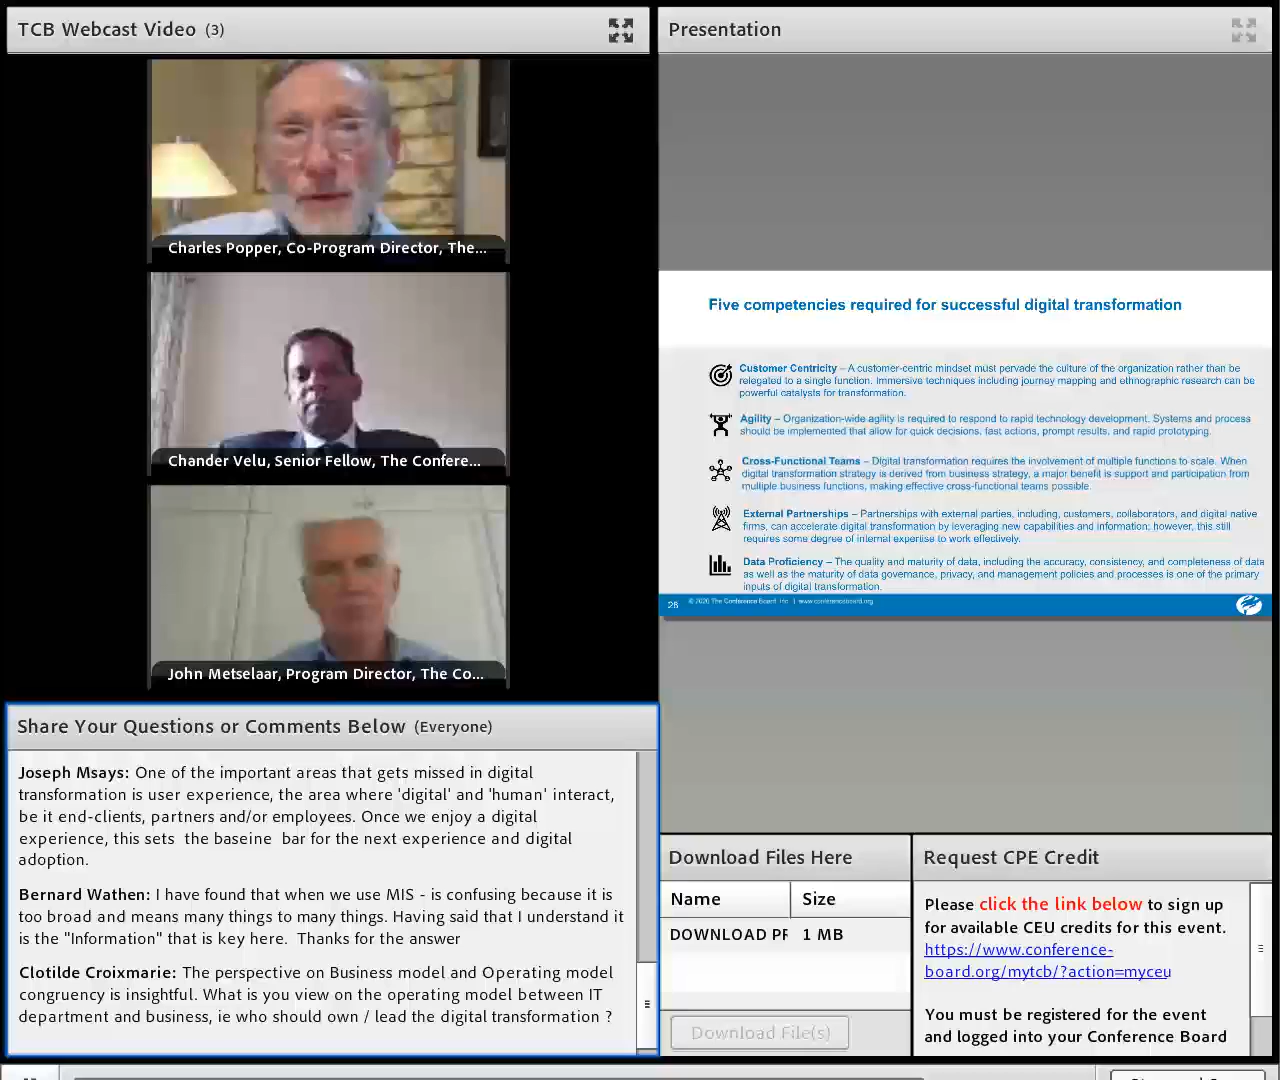 TCB Webcast Video (3)
Charles Popper, Co-Program Director, The...
Chander Velu, Senior Fellow, The Confere...
John Metselaar, Program Director, The Co...
Share Your Questions or Comments Below (Everyone)
Joseph Msays: One of the important areas that gets missed in digital
transformation is user experience, the area where 'digital' and 'human' interact,
be it end-clients, partners and/or employees. Once we enjoy a digital
experience, this sets the baseine bar for the next experience and digital
adoption.
Bernard Wathen: I have found that when we use MIS - is confusing because it is
too broad and means many things to many things. Having said that I understand it
is the "Information" that is key here. Thanks for the answer
Clotilde Croixmarie: The perspective on Business model and Operating model
congruency is insightful. What is you view on the operating model between IT
department and business, ie who should own / lead the digital transformation ?
Presentation
Five competencies required for successful digital transformation
Customer Centricity – A customer-centric mindset must pervade the culture of the organization rather than be
relegated to a single function. Immersive techniques including journey mapping and ethnographic research can be
powerful catalysts for transformation.
Agility – Organization-wide agility is required to respond to rapid technology development. Systems and process
should be implemented that allow for quick decisions, fast actions, prompt results, and rapid prototyping.
Cross-Functional Teams – Digital transformation requires the involvement of multiple functions to scale. When
digital transformation strategy is derived from business strategy, a major benefit is support and participation from
multiple business functions, making effective cross-functional teams possible.
External Partnerships – Partnerships with external parties, including, customers, collaborators, and digital native
firms, can accelerate digital transformation by leveraging new capabilities and information; however, this still
requires some degree of internal expertise to work effectively.
Data Proficiency – The quality and maturity of data, including the accuracy, consistency, and completeness of data
as well as the maturity of data governance, privacy, and management policies and processes is one of the primary
inputs of digital transformation.
28 © 2020 The Conference Board, Inc. | www.conferenceboard.org
Download Files Here
Name Size
DOWNLOAD PR 1 MB
Download File(s)
Request CPE Credit
Please click the link below to sign up
for available CEU credits for this event.
https://www.conference-
board.org/mytcb/?action=myceu
You must be registered for the event
and logged into your Conference Board